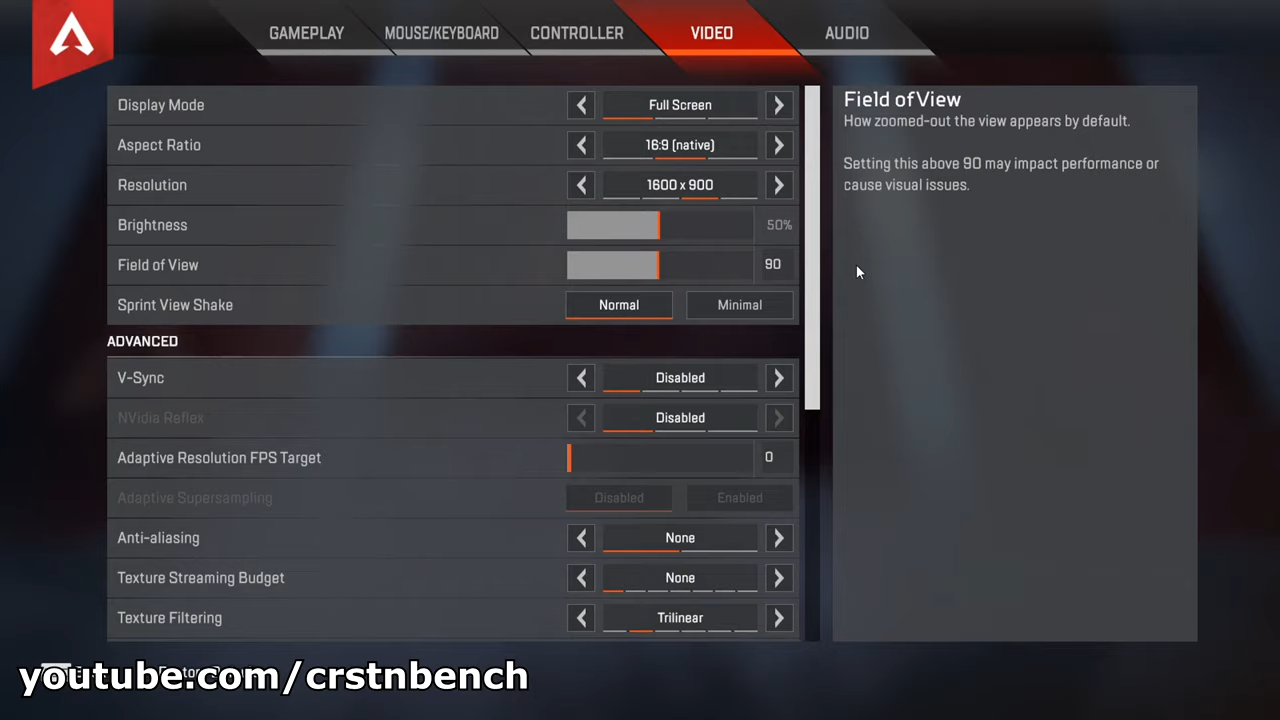 GAMEPLAY MOUSE/KEYBOARD CONTROLLER VIDEO AUDIO
Display Mode Full Screen
Aspect Ratio 16:9 (native)
Resolution 1600 x 900
Brightness 50%
Field of View 90
Sprint View Shake Normal Minimal
ADVANCED
V-Sync Disabled
NVidia Reflex Disabled
Adaptive Resolution FPS Target 0
Adaptive Supersampling Disabled Enabled
Anti-aliasing None
Texture Streaming Budget None
Texture Filtering Trilinear
Field of View
How zoomed-out the view appears by default.
Setting this above 90 may impact performance or
cause visual issues.
youtube.com/crstnbench